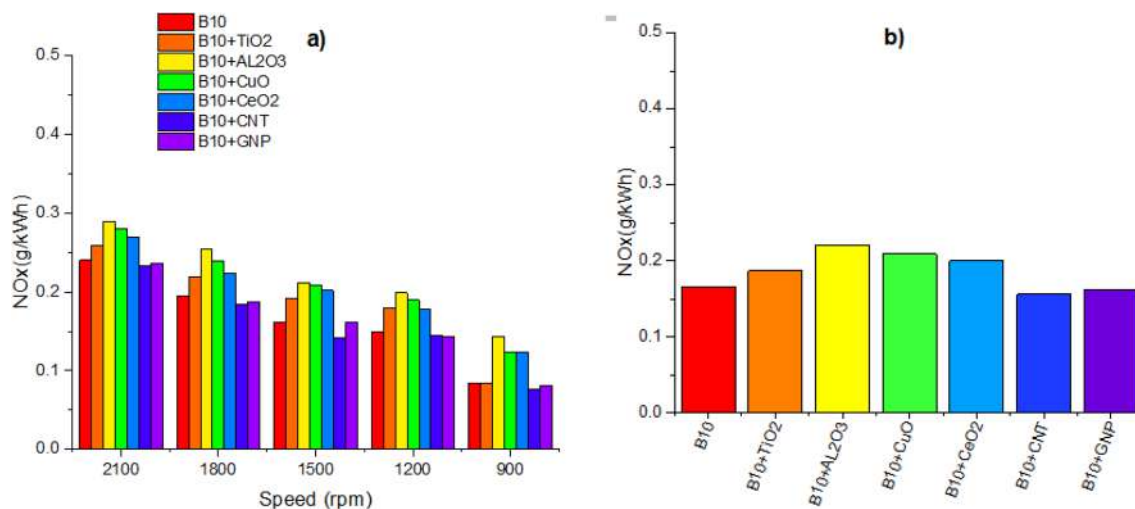 B10
B10+TiO2
B10+AL2O3
B10+CuO
B10+CeO2
B10+CNT
B10+GNP
a)
0.5
0.4
0.3
0.2
0.1
0.0
NOx(g/kWh)
2100 1800 1500 1200 900
Speed (rpm)
b)
0.5
0.4
0.3
0.2
0.1
0.0
NOx(g/kWh)
B10
B10+TiO2
B10+AL2O3
B10+CuO
B10+CeO2
B10+CNT
B10+GNP